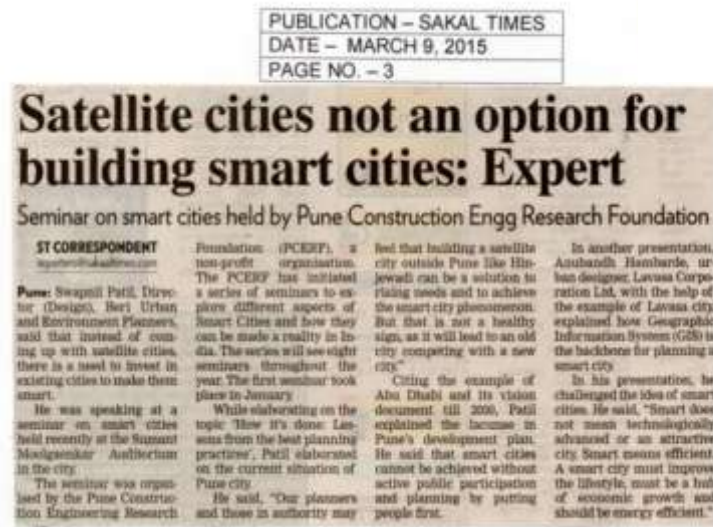 PUBLICATION – SAKAL TIMES
DATE – MARCH 9, 2015
PAGE NO. – 3
Satellite cities not an option for
building smart cities: Expert
Seminar on smart cities held by Pune Construction Engg Research Foundation
ST CORRESPONDENT
Pune: Swapnil Patil, Direc-
tor (Design), Beri Urban
and Environment Planners,
said that instead of com-
ing up with satellite cities,
there is a need to invest in
existing cities to make them
smart.
He was speaking at a
seminar on smart cities
held recently at the Sumant
Moolgaonkar Auditorium
in the city.
The seminar was organ-
ised by the Pune Construc-
tion Engineering Research
Foundation (PCERF), a
non-profit organisation.
The PCERF has initiated
a series of seminars to ex-
plore different aspects of
Smart Cities and how they
can be made a reality in In-
dia. The series will see eight
seminars throughout the
year. The first seminar took
place in January.
While elaborating on the
topic 'How it's done: Les-
sons from the best planning
practices', Patil elaborated
on the current situation of
Pune city.
He said, "Our planners
and those in authority may
feel that building a satellite
city outside Pune like Hin-
jewadi can be a solution to
rising needs and to achieve
the smart city phenomenon.
But that is not a healthy
sign, as it will lead to an old
city competing with a new
city."
Citing the example of
Abu Dhabi and its vision
document till
Patil
explained the lacunae in
Pune's development plan.
He said that smart cities
cannot be achieved without
active public participation
and planning by putting
people first.
In another presentation,
Anubandh Hambarde, ur-
ban designer, Lavasa Corpo-
ration Ltd, with the help of
the example of Lavasa city,
explained how Geographic
Information System (GIS) is
the backbone for planning a
smart city.
In his presentation, he
challenged the idea of smart
cities. He said, "Smart does
not mean technologically
advanced or an attractive
city. Smart means efficient.
A smart city must improve
the lifestyle, must be a hub
of economic growth and
should be energy efficient."